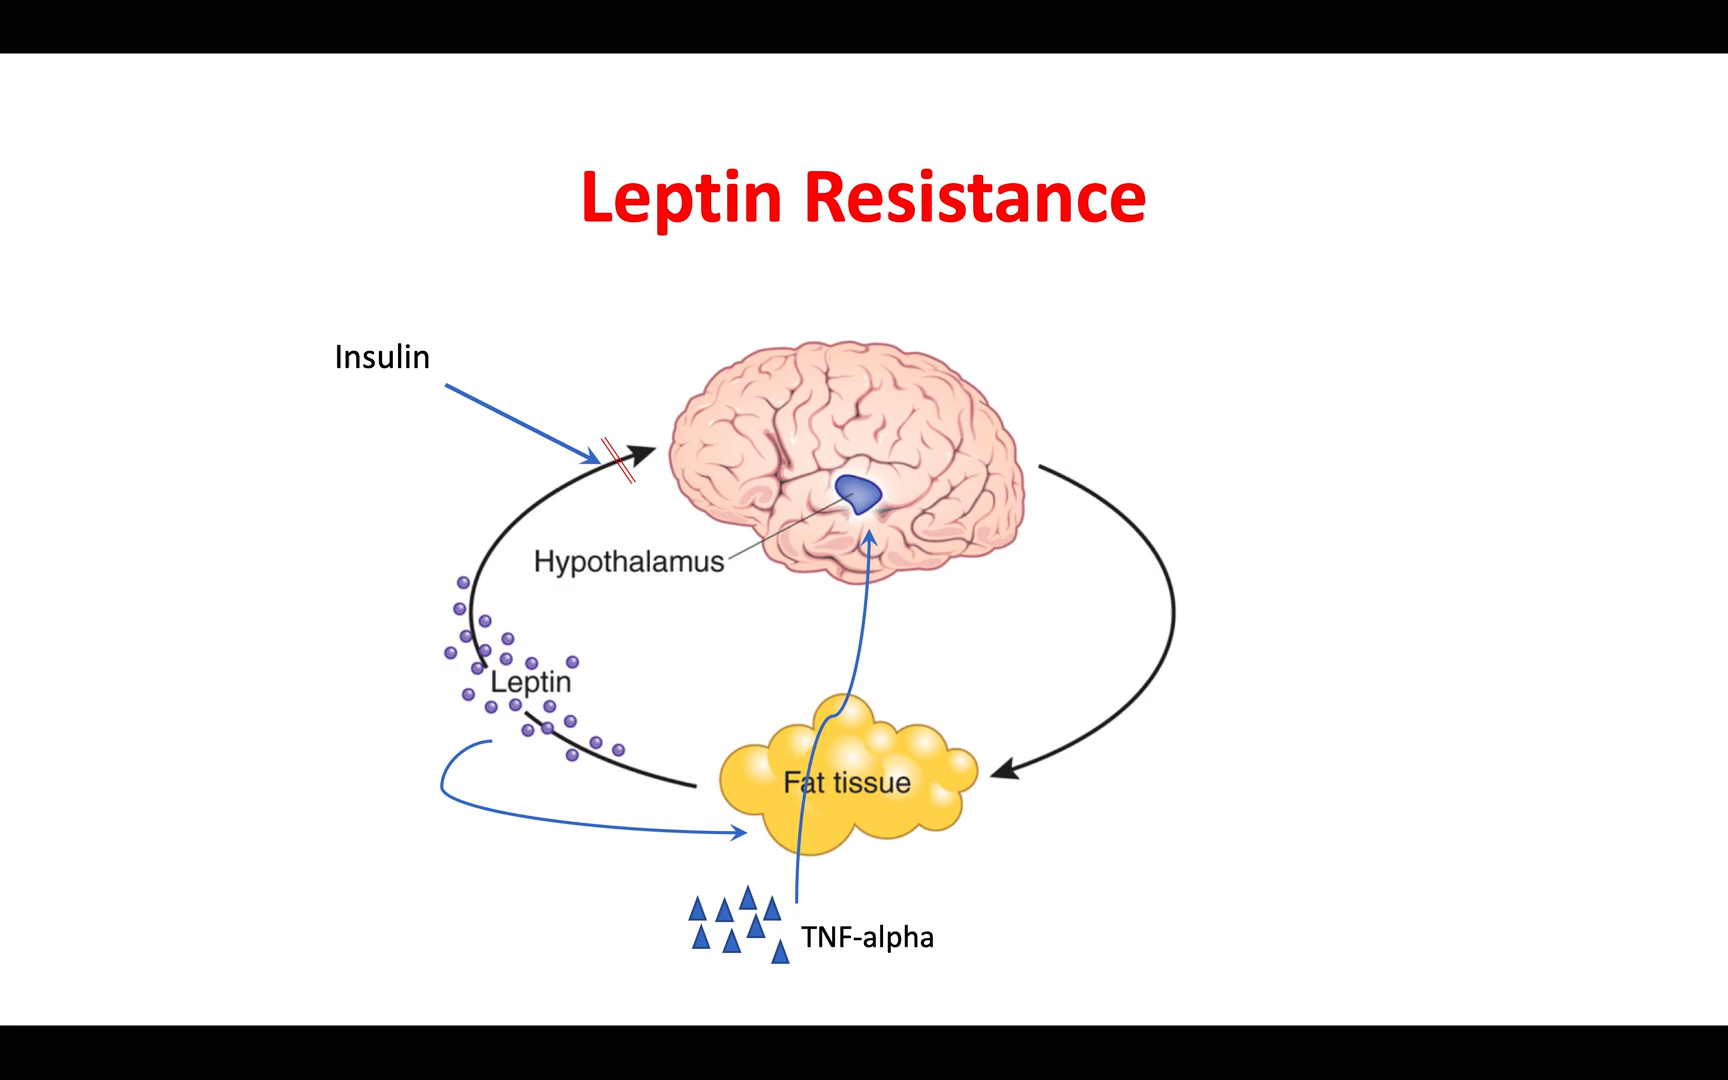 Leptin Resistance
Insulin
Hypothalamus
Leptin
Fat tissue
TNF-alpha